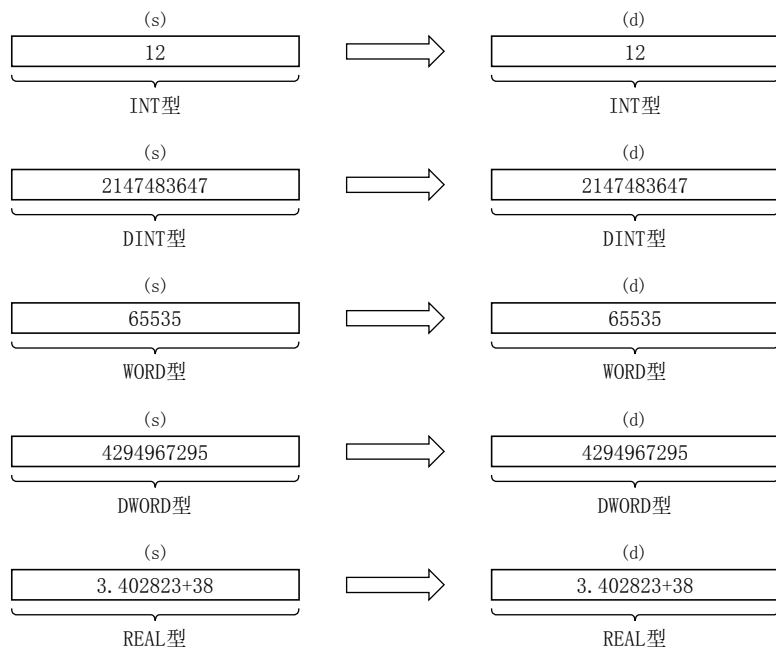 (s) (d)
12 12
INT型 INT型
(s) (d)
2147483647 2147483647
DINT型 DINT型
(s) (d)
65535 65535
WORD型 WORD型
(s) (d)
4294967295 4294967295
DWORD型 DWORD型
(s) (d)
3.402823+38 3.402823+38
REAL型 REAL型